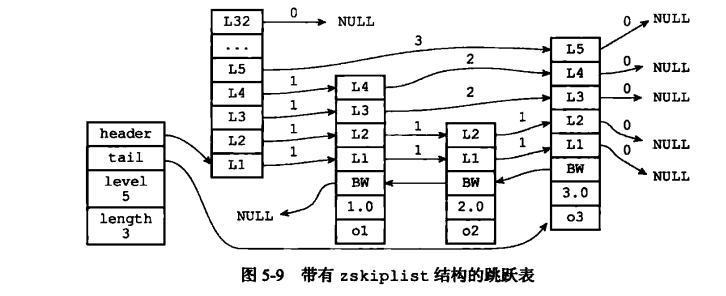 L32
0
NULL
...
L5
3
L4
1
L3
1
L2
1
L1
1
header
tail
level
5
length
3
NULL
L4
2
L3
2
L2
1
L1
1
BW
1.0
o1
L2
1
L1
1
BW
2.0
o2
L5
0
NULL
L4
0
NULL
L3
0
NULL
L2
0
NULL
L1
0
NULL
BW
3.0
o3
图 5-9 带有 zskiplist 结构的跳跃表